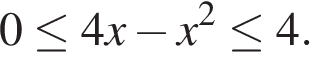 0 ≤ 4x − x² ≤ 4.